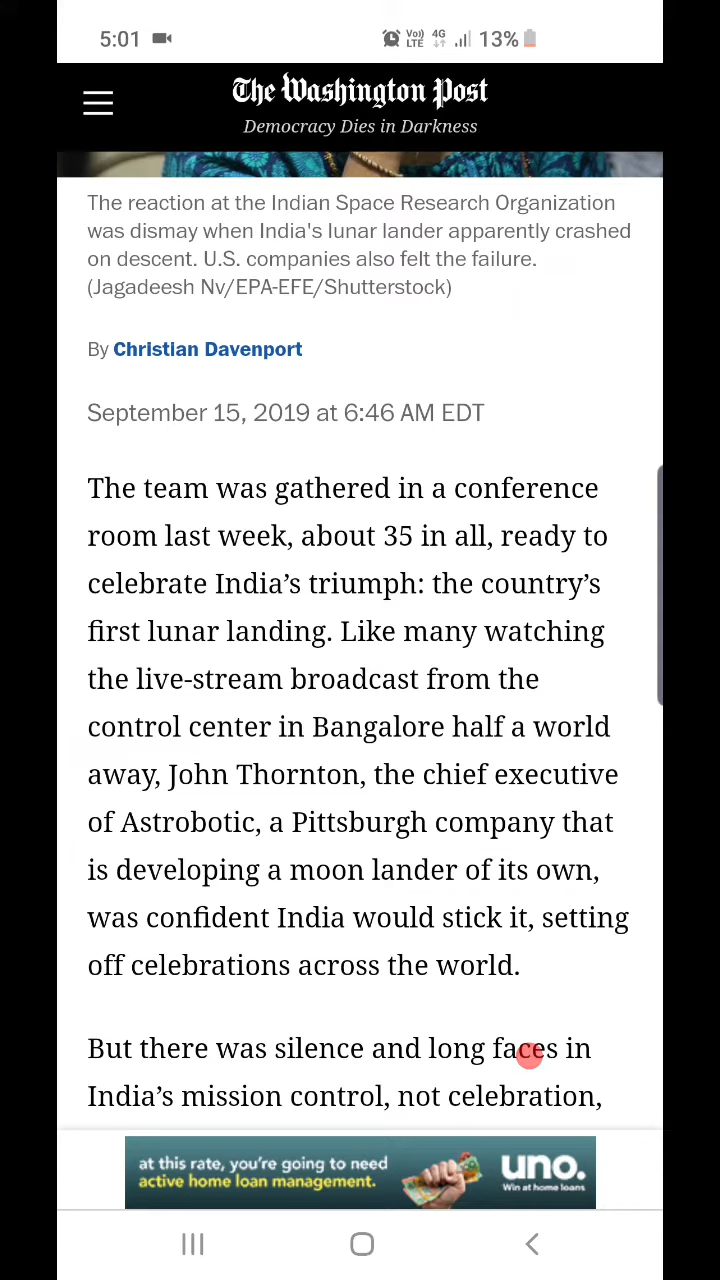 5:01 Vo)) LTE 4G 13%
The Washington Post
Democracy Dies in Darkness
The reaction at the Indian Space Research Organization
was dismay when India's lunar lander apparently crashed
on descent. U.S. companies also felt the failure.
(Jagadeesh Nv/EPA-EFE/Shutterstock)
By Christian Davenport
September 15, 2019 at 6:46 AM EDT
The team was gathered in a conference
room last week, about 35 in all, ready to
celebrate India’s triumph: the country’s
first lunar landing. Like many watching
the live-stream broadcast from the
control center in Bangalore half a world
away, John Thornton, the chief executive
of Astrobotic, a Pittsburgh company that
is developing a moon lander of its own,
was confident India would stick it, setting
off celebrations across the world.
But there was silence and long faces in
India’s mission control, not celebration,
at this rate, you’re going to need
active home loan management.
uno.
Win at home loans